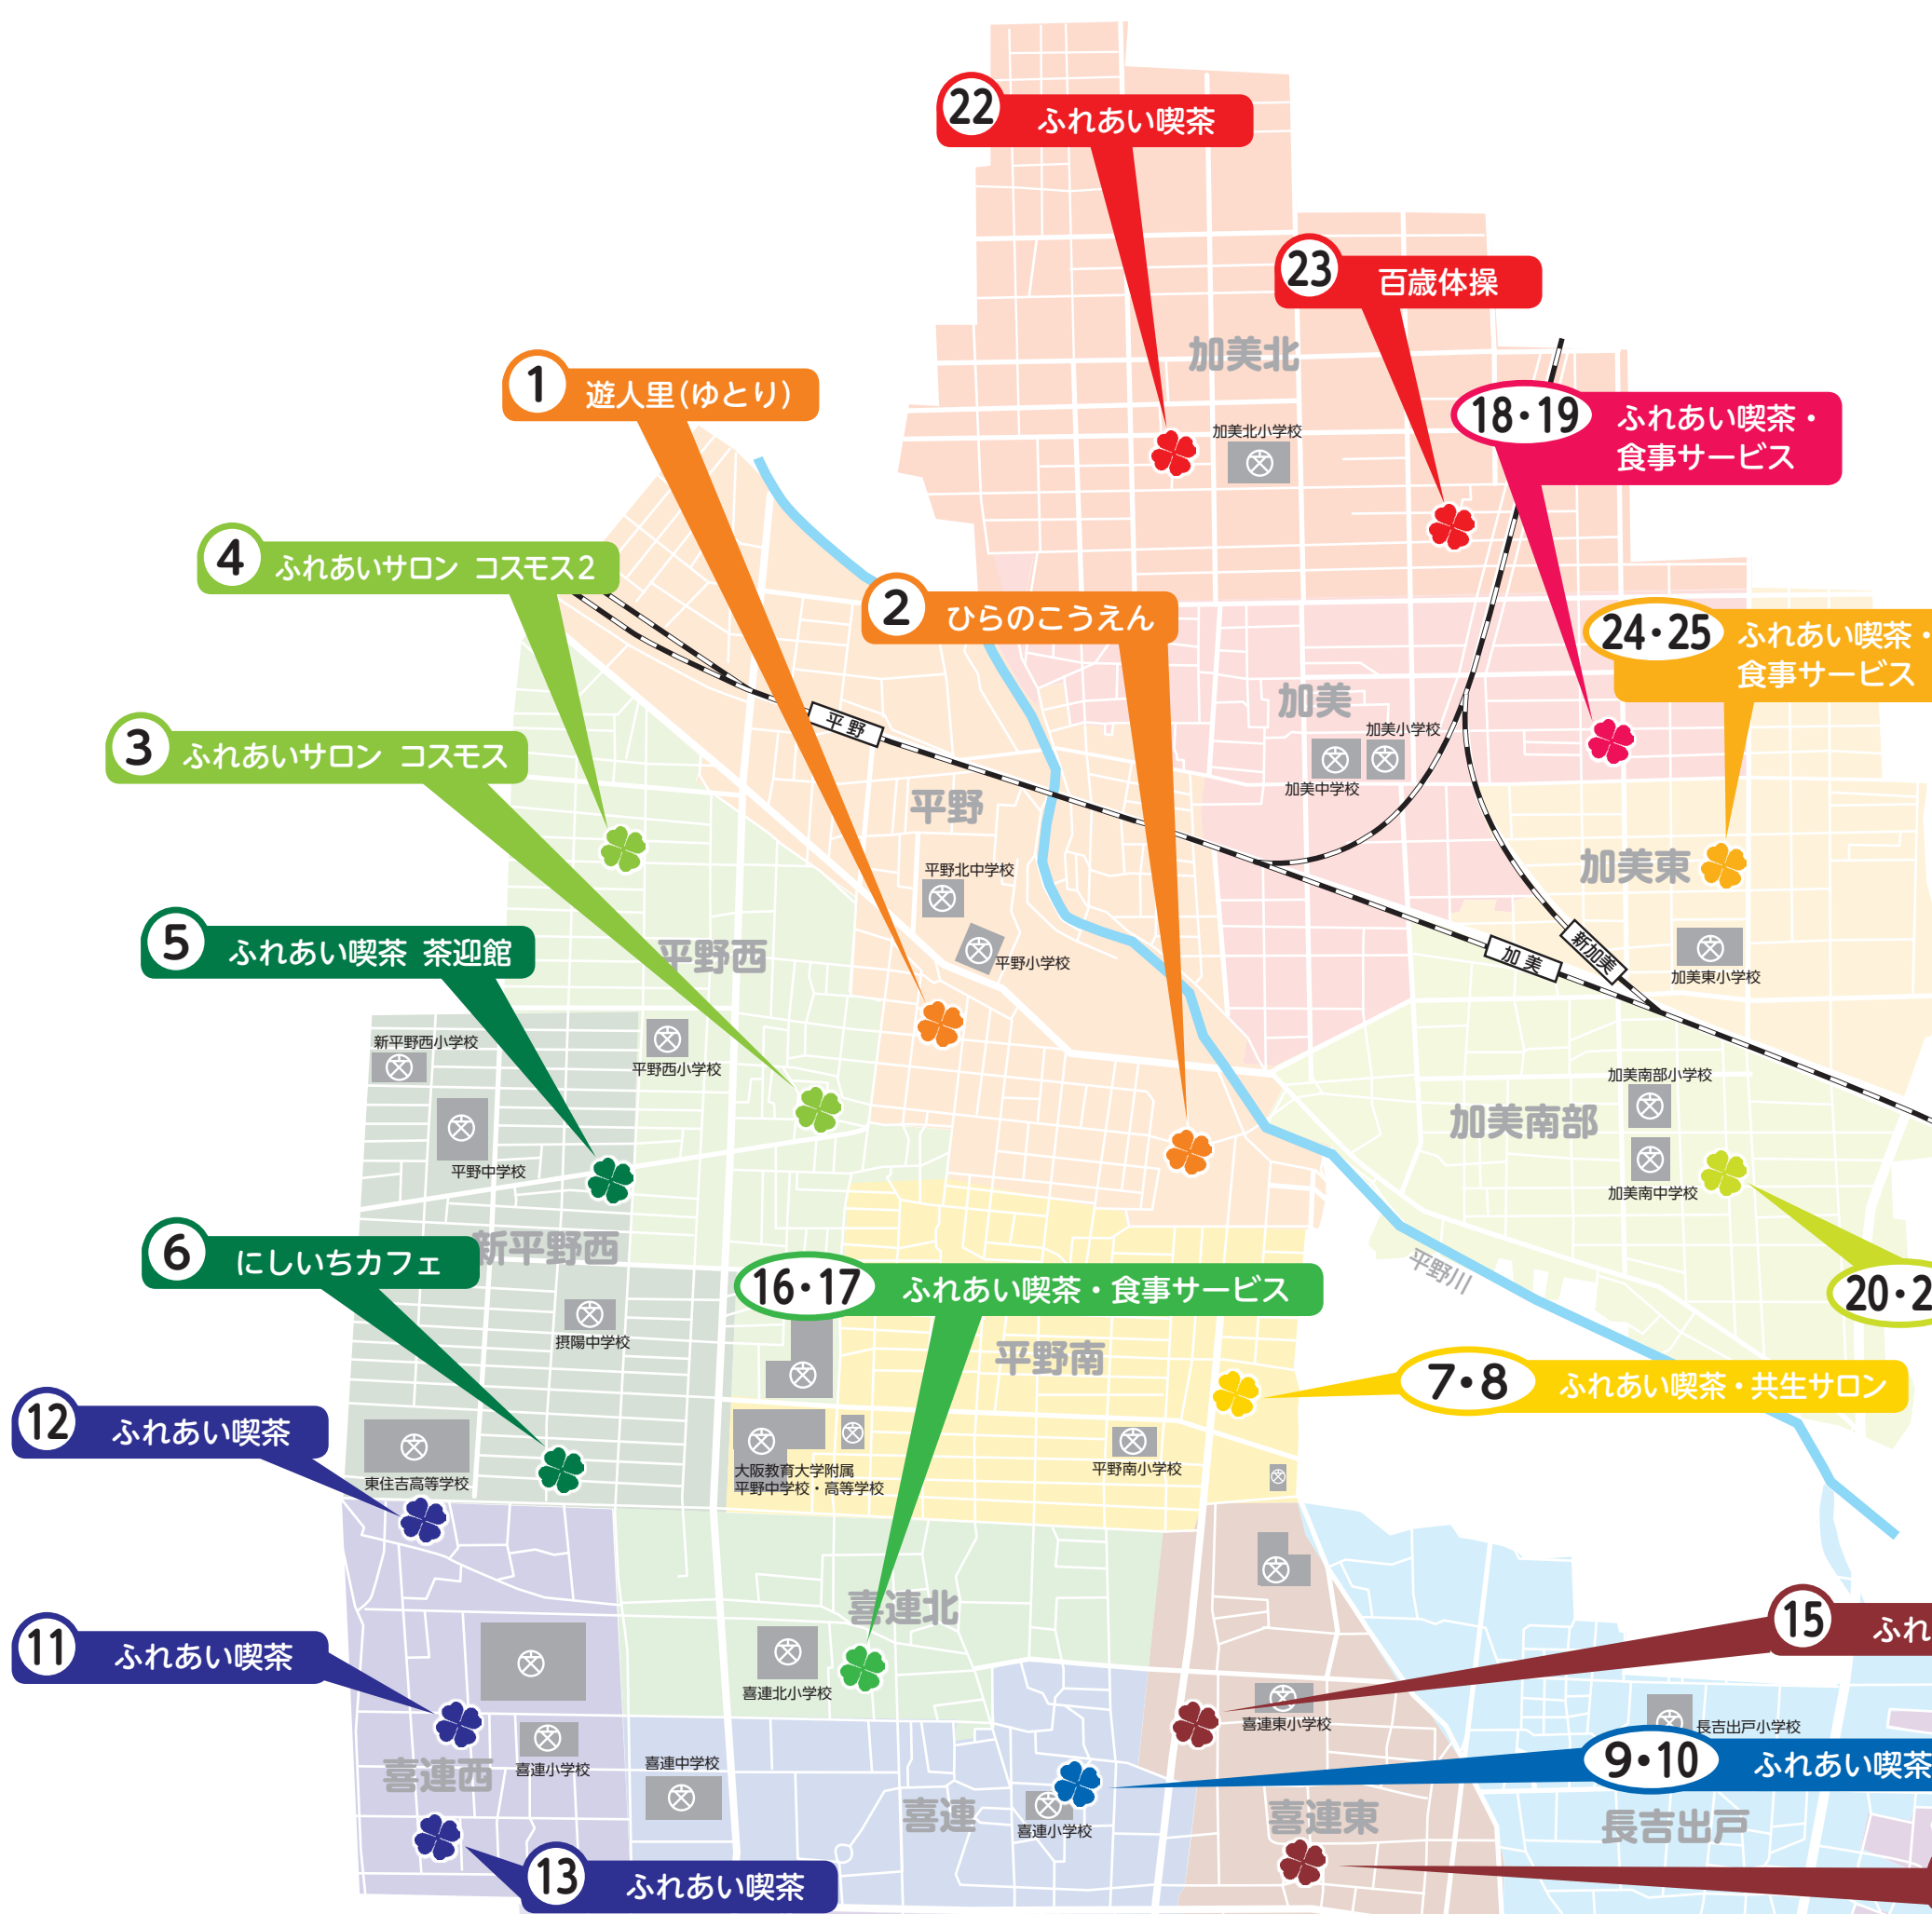 22 ふれあい喫茶
23 百歳体操
加美北
1 遊人里(ゆとり)
18・19 ふれあい喫茶・
食事サービス
加美北小学校
4 ふれあいサロン コスモス2
2 ひらのこうえん
24・25 ふれあい喫茶・
食事サービス
加美
平野
加美小学校
3 ふれあいサロン コスモス
加美中学校
平野
加美東
平野北中学校
5 ふれあい喫茶 茶迎館
平野西
平野小学校
加美
新加美
加美東小学校
新平野西小学校
平野西小学校
加美南部小学校
加美南部
平野中学校
加美南中学校
6 にしいちカフェ
新平野西
平野川
16・17 ふれあい喫茶・食事サービス
20・2
摂陽中学校
平野南
7・8 ふれあい喫茶・共生サロン
12 ふれあい喫茶
東住吉高等学校
大阪教育大学附属
平野中学校・高等学校
平野南小学校
喜連北
15 ふれ
11 ふれあい喫茶
喜連北小学校
喜連東小学校
長吉出戸小学校
喜連西
喜連小学校
喜連中学校
9・10 ふれあい喫茶
喜連
喜連小学校
喜連東
長吉出戸
13 ふれあい喫茶